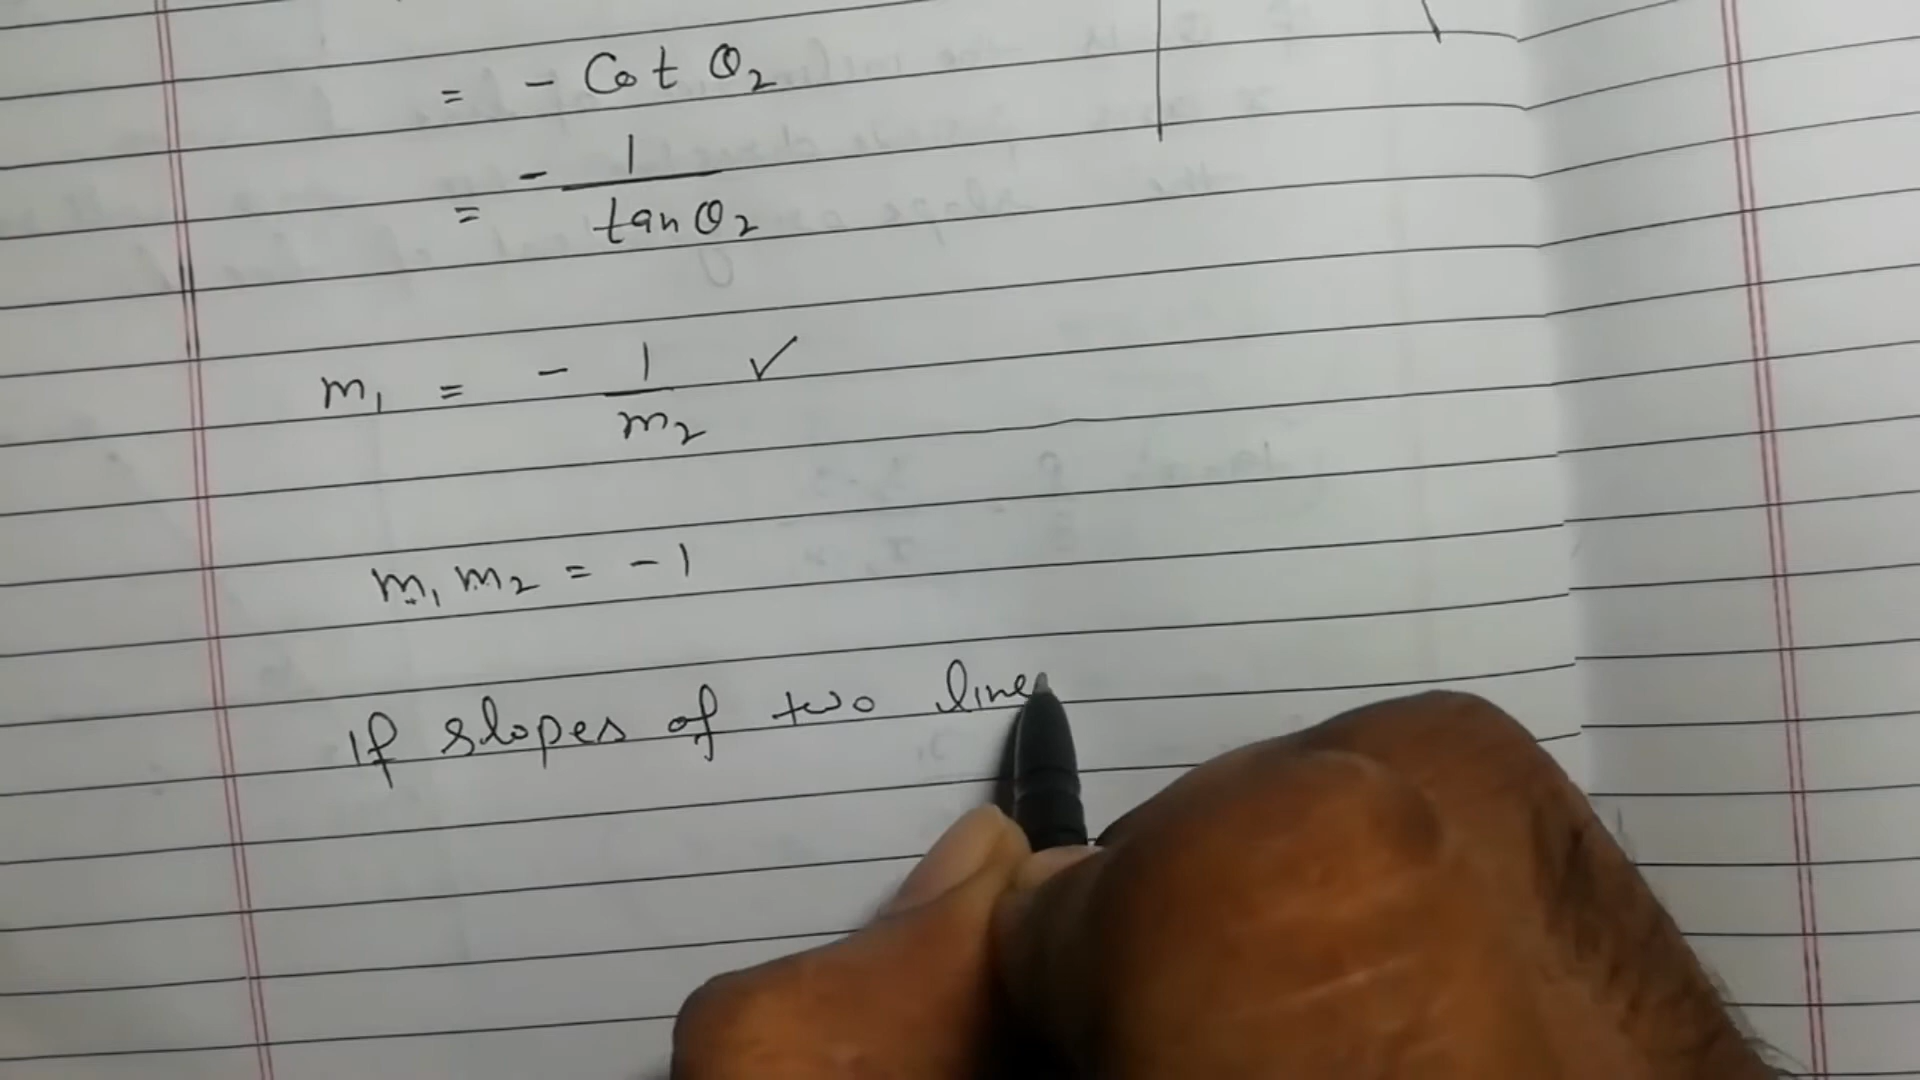 = - Cot θ₂
= - 1/tan θ₂
m₁ = - 1/m₂ ✓
m₁ m₂ = - 1
If slopes of two line